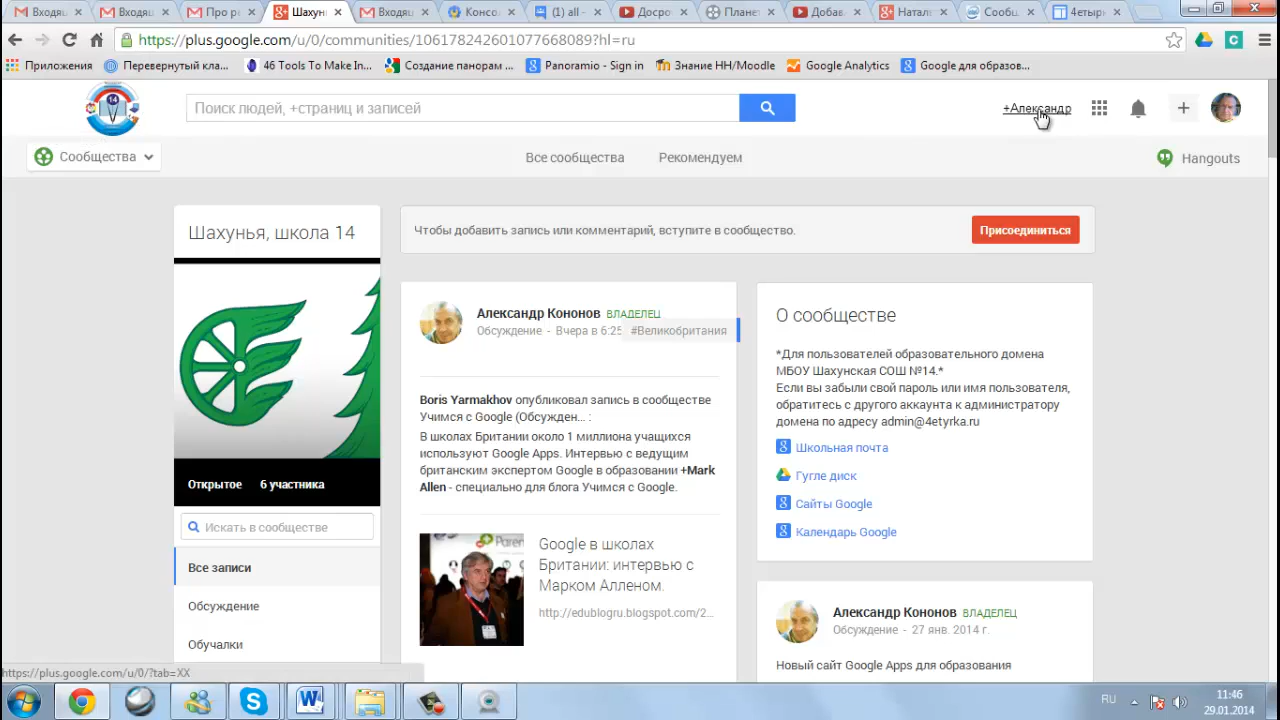 Входящ
Входящ
Про рі
Шахунь
Входящ
Консо
(1) all -
Досро
Планет
Добав
Натал
Сообщ
4етырк
https://plus.google.com/u/0/communities/106178242601077668089?hl=ru
Приложения
Перевернутый кла...
46 Tools To Make In...
Создание панорам ...
Panoramio - Sign in
Знание НН/Moodle
Google Analytics
Google для образов...
14
Поиск людей, +страниц и записей
+Александр
Сообщества
Все сообщества
Рекомендуем
Hangouts
Шахунья, школа 14
Открытое 6 участника
Искать в сообществе
Все записи
Обсуждение
Обучалки
Чтобы добавить запись или комментарий, вступите в сообщество.
Присоединиться
Александр Кононов ВЛАДЕЛЕЦ
Обсуждение - Вчера в 6:25
#Великобритания
Boris Yarmakhov опубликовал запись в сообществе
Учимся с Google (Обсужден... :
В школах Британии около 1 миллиона учащихся
используют Google Apps. Интервью с ведущим
британским экспертом Google в образовании +Mark
Allen - специально для блога Учимся с Google.
Google в школах
Британии: интервью с
Марком Алленом.
http://edublogru.blogspot.com/2...
О сообществе
*Для пользователей образовательного домена
МБОУ Шахунская СОШ №14.*
Если вы забыли свой пароль или имя пользователя,
обратитесь с другого аккаунта к администратору
домена по адресу admin@4etyrka.ru
Школьная почта
Гугле диск
Сайты Google
Календарь Google
Александр Кононов ВЛАДЕЛЕЦ
Обсуждение - 27 янв. 2014 г.
Новый сайт Google Apps для образования
https://plus.google.com/u/0/?tab=XX
RU
11:46
29.01.2014